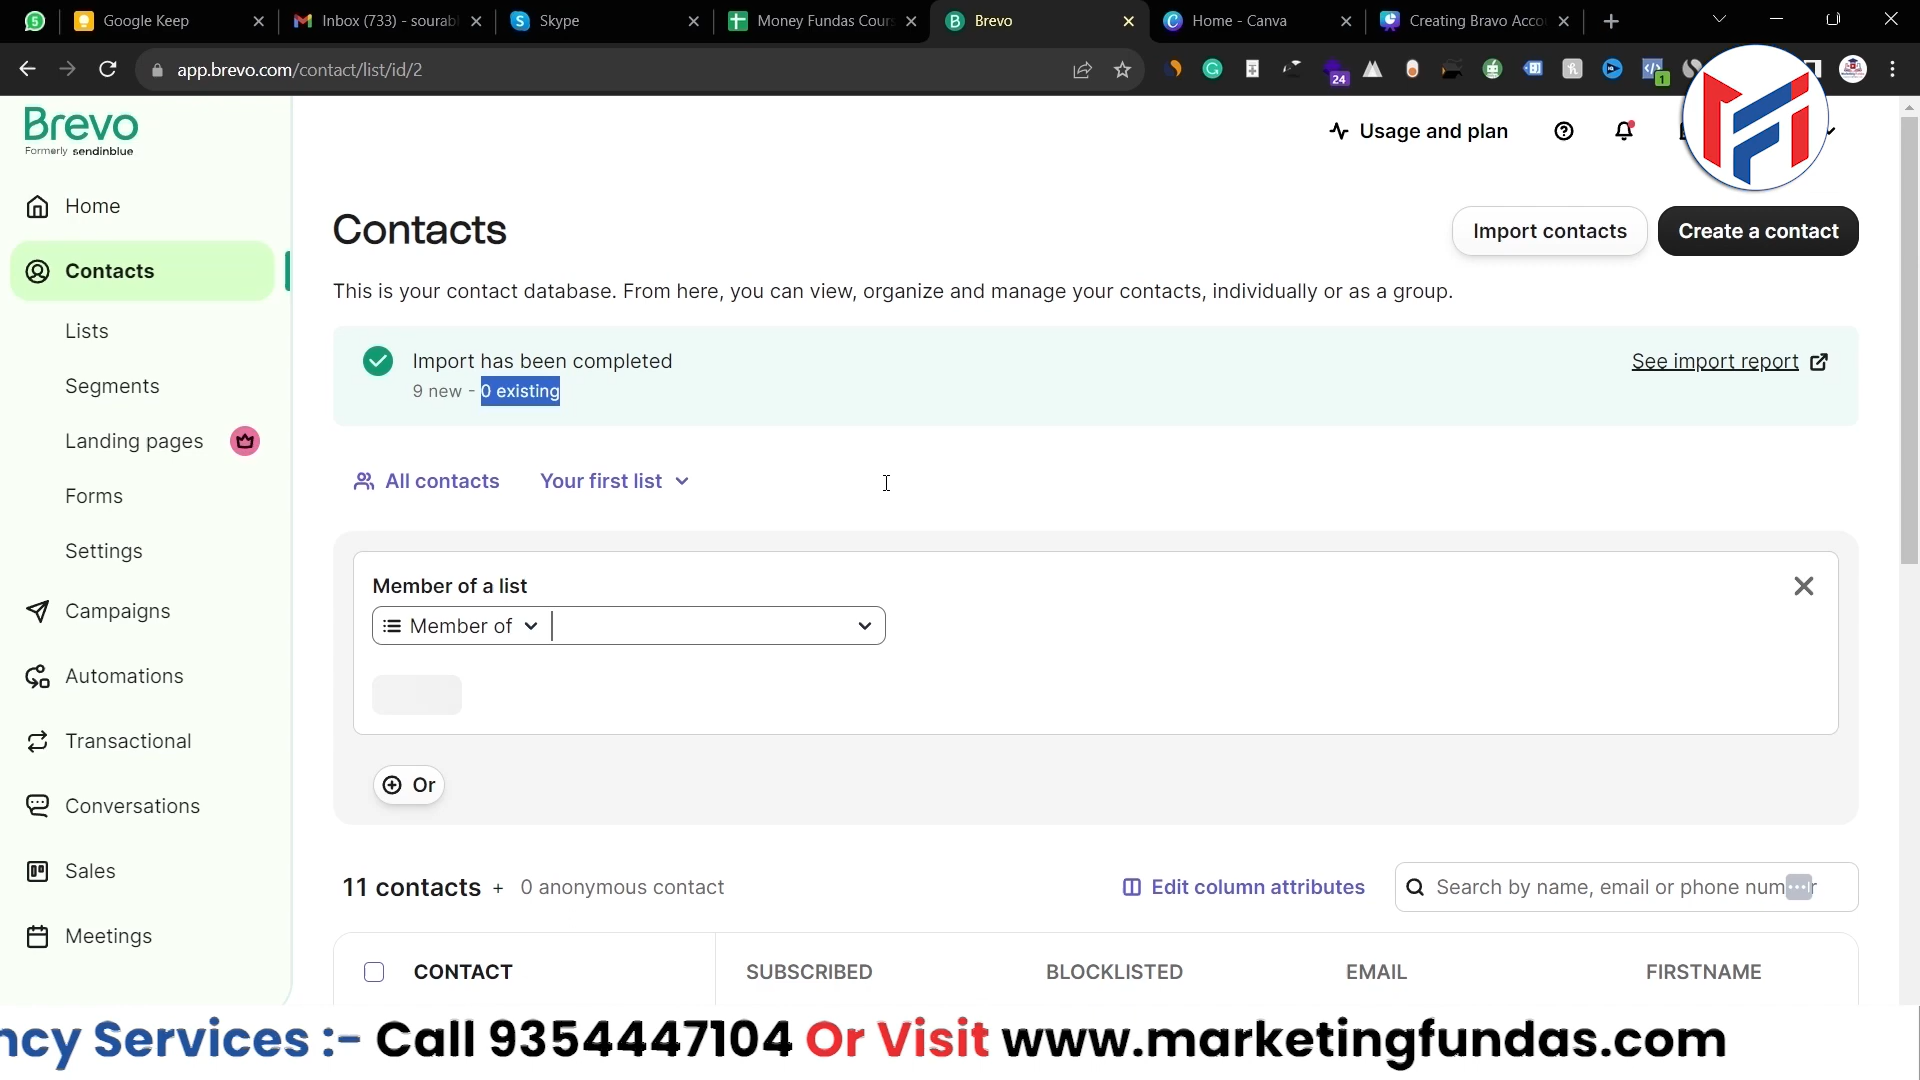 Google Keep
Inbox (733) - sourabl
Skype
Money Fundas Cours
Brevo
Home - Canva
Creating Bravo Acco
app.brevo.com/contact/list/id/2
24
1
Brevo
Formerly sendinblue
Usage and plan
Home
Contacts
Import contacts
Create a contact
Contacts
This is your contact database. From here, you can view, organize and manage your contacts, individually or as a group.
Lists
Import has been completed
See import report
9 new - 0 existing
Segments
Landing pages
All contacts
Your first list
Forms
Settings
Member of a list
Member of
Campaigns
Automations
Transactional
Or
Conversations
Sales
11 contacts + 0 anonymous contact
Edit column attributes
Search by name, email or phone num
Meetings
CONTACT
SUBSCRIBED
BLOCKLISTED
EMAIL
FIRSTNAME
ncy Services :- Call 9354447104 Or Visit www.marketingfundas.com